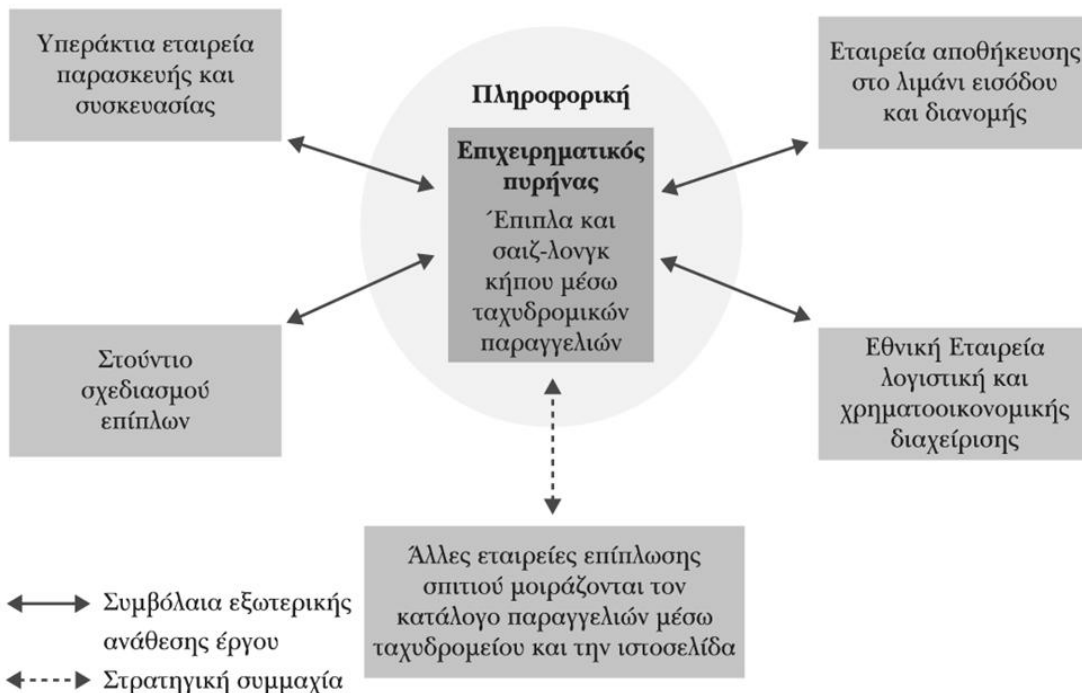 Υπεράκτια εταιρεία
παρασκευής και
συσκευασίας
Πληροφορική
Επιχειρηματικός
πυρήνας
Έπιπλα και
σαιζ-λονγκ
κήπου μέσω
ταχυδρομικών
παραγγελιών
Εταιρεία αποθήκευσης
στο λιμάνι εισόδου
και διανομής
Στούντιο
σχεδιασμού
επίπλων
Εθνική Εταιρεία
λογιστική και
χρηματοοικονομικής
διαχείρισης
Άλλες εταιρείες επίπλωσης
σπιτιού μοιράζονται τον
κατάλογο παραγγελιών μέσω
ταχυδρομείου και την ιστοσελίδα
Συμβόλαια εξωτερικής
ανάθεσης έργου
Στρατηγική συμμαχία